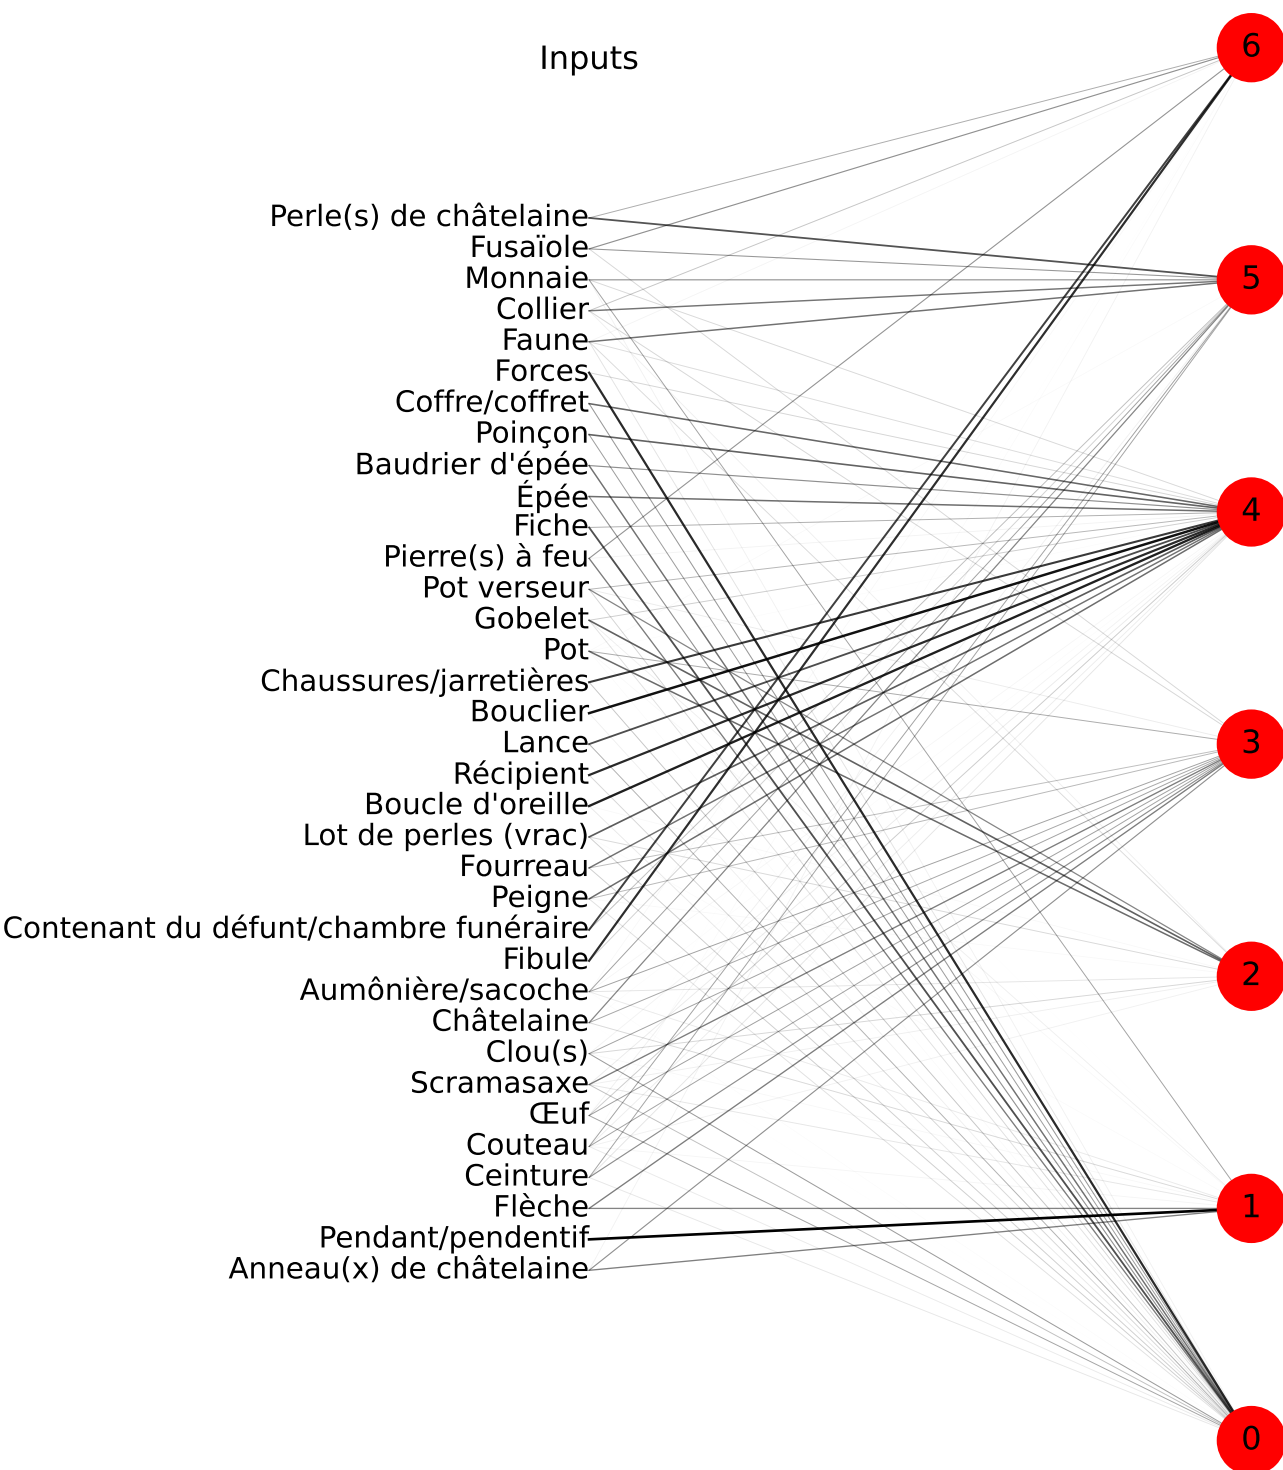 6
Inputs
Perle(s) de châtelaine
Fusaïole
Monnaie
5
Collier
Faune
Forces
Coffre/coffret
Poinçon
Baudrier d'épée
Épée
4
Fiche
Pierre(s) à feu
Pot verseur
Gobelet
Pot
Chaussures/jarretières
Bouclier
Lance
3
Récipient
Boucle d'oreille
Lot de perles (vrac)
Fourreau
Peigne
Contenant du défunt/chambre funéraire
Fibule
2
Aumônière/sacoche
Châtelaine
Clou(s)
Scramasaxe
Œuf
Couteau
Ceinture
Flèche
1
Pendant/pendentif
Anneau(x) de châtelaine
0